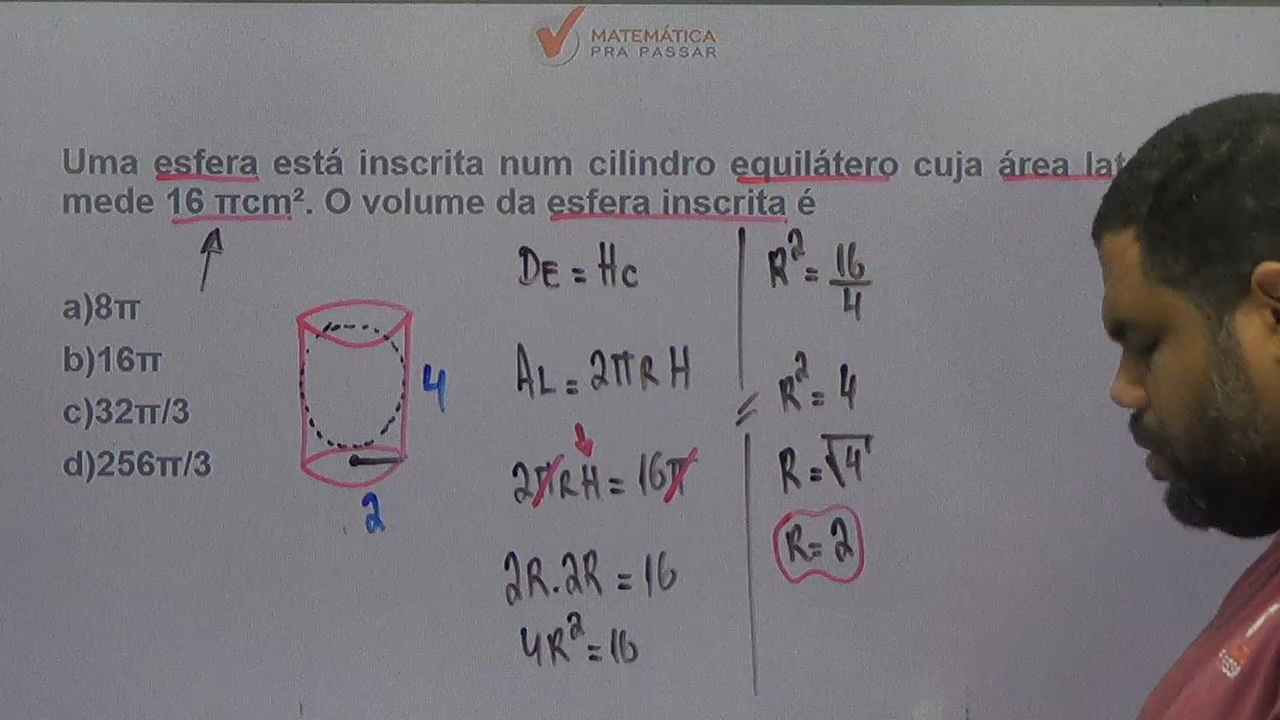 MATEMÁTICA
PRA PASSAR
Uma esfera está inscrita num cilindro equilátero cuja área lat
mede 16 πcm². O volume da esfera inscrita é
a)8π
b)16π
c)32π/3
d)256π/3
4
2
DE = HC
AL = 2πRH
2πRH = 16π
2R.2R = 16
4R² = 16
R² = 16/4
R² = 4
R = √4
R = 2